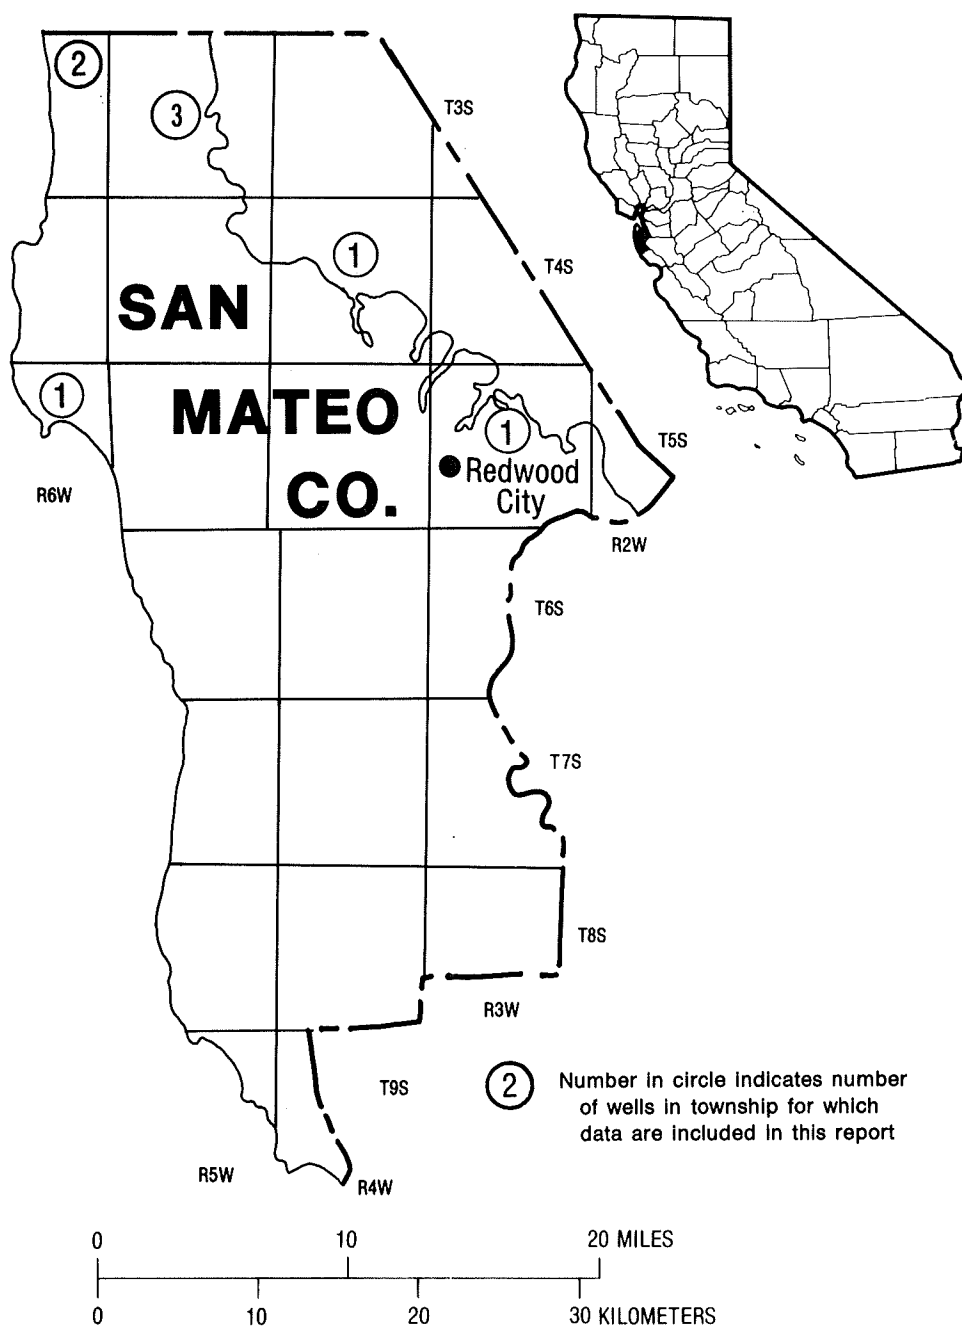 2
3
T3S
1
T4S
SAN
1
MATEO
1
T5S
Redwood
City
CO.
R6W
R2W
T6S
T7S
T8S
R3W
T9S
2
Number in circle indicates number
of wells in township for which
data are included in this report
R5W
R4W
0 10 20 MILES
0 10 20 30 KILOMETERS